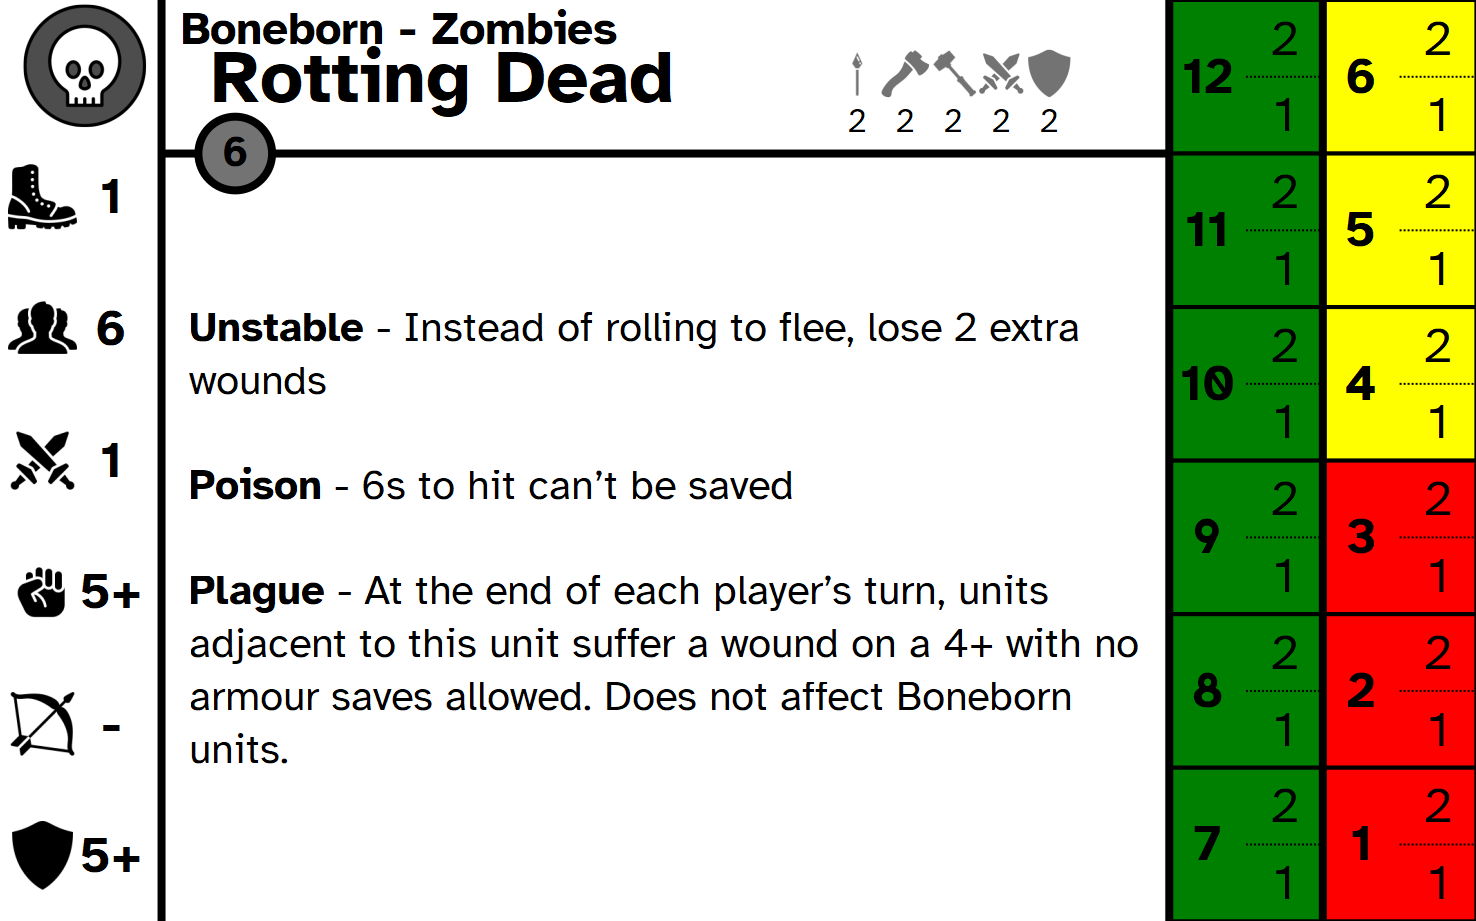 Boneborn - Zombies
Rotting Dead
2 2 2 2 2
6
1
6
1
5+
-
5+
Unstable - Instead of rolling to flee, lose 2 extra
wounds
Poison - 6s to hit can’t be saved
Plague - At the end of each player’s turn, units
adjacent to this unit suffer a wound on a 4+ with no
armour saves allowed. Does not affect Boneborn
units.
12 2 1 6 2 1
11 2 1 5 2 1
10 2 1 4 2 1
9 2 1 3 2 1
8 2 1 2 2 1
7 2 1 1 2 1